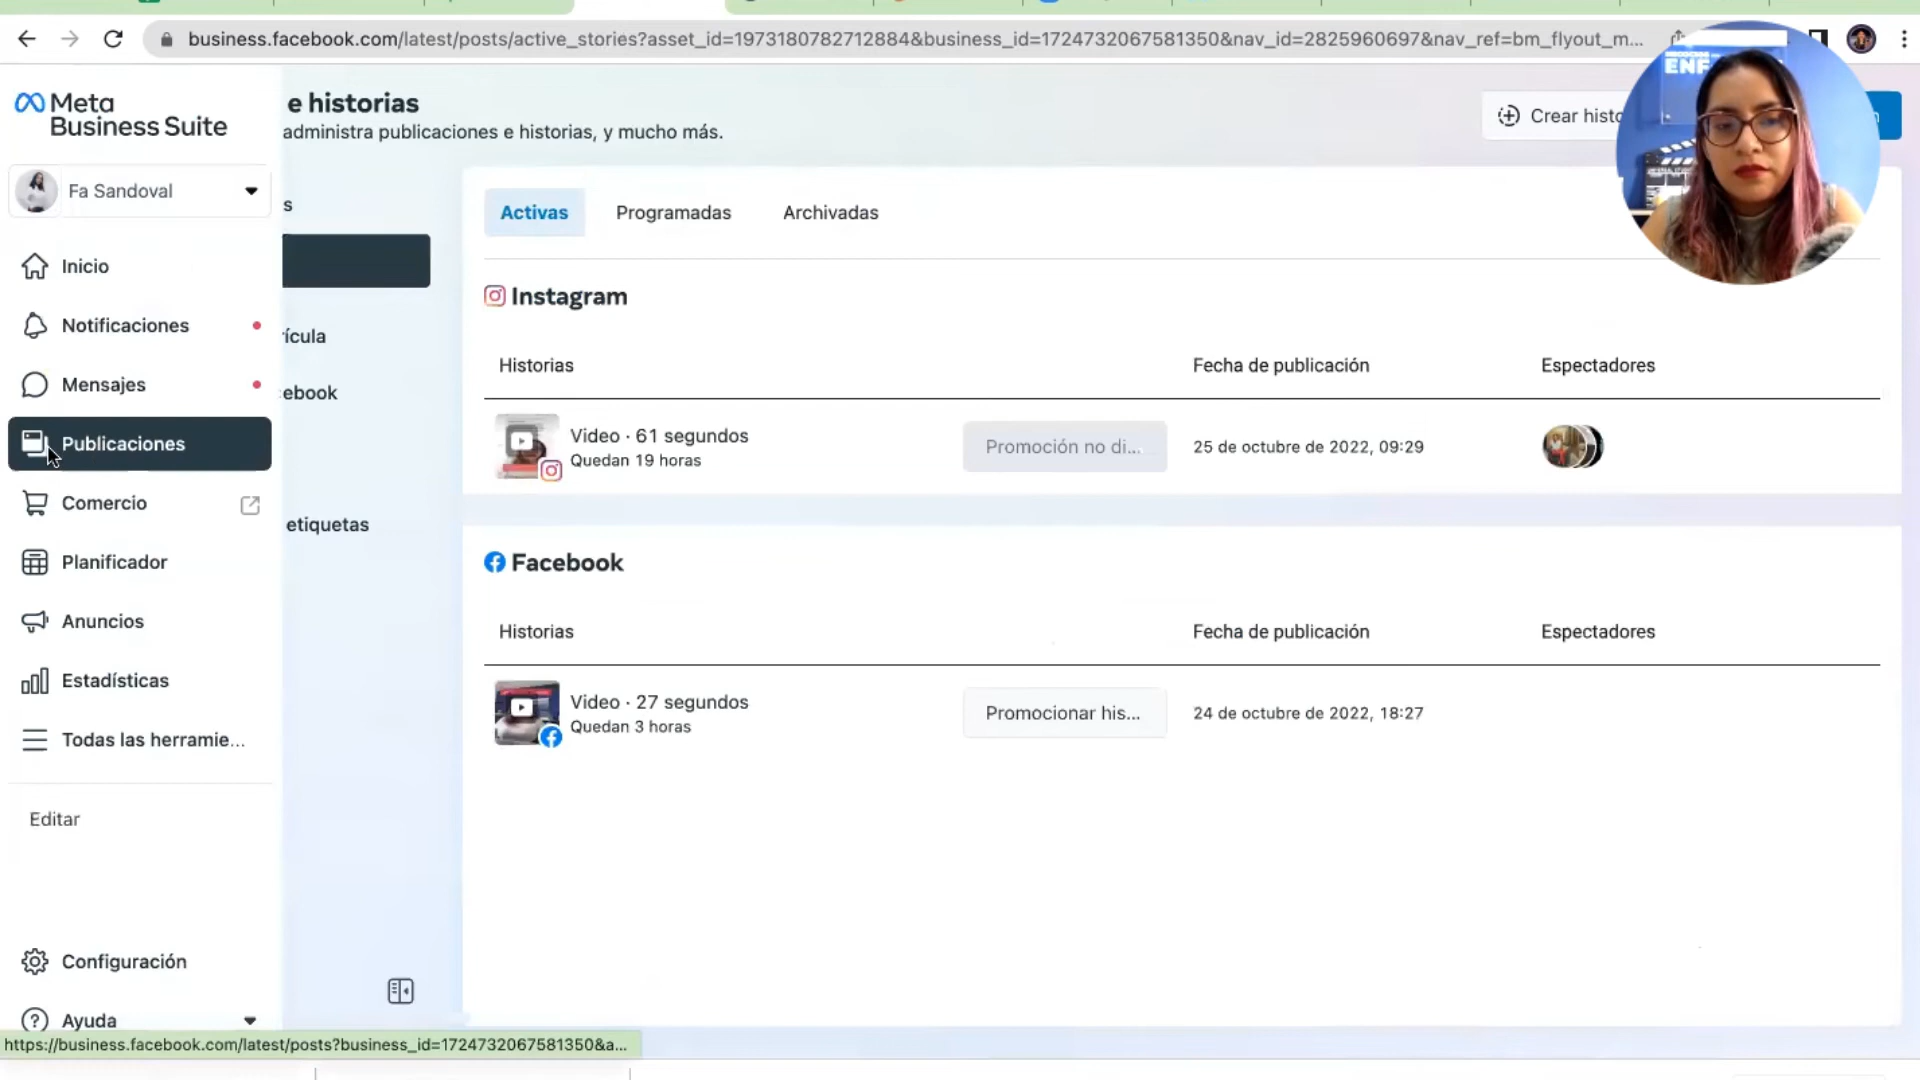 business.facebook.com/latest/posts/active_stories?asset_id=1973180782712884&business_id=1724732067581350&nav_id=2825960697&nav_ref=bm_flyout_m...
Meta
Business Suite
e historias
administra publicaciones e historias, y mucho más.
Crear histo
n
ENF
Fa Sandoval
s
Activas
Programadas
Archivadas
Inicio
Notificaciones
rícula
Mensajes
ebook
Publicaciones
Comercio
etiquetas
Planificador
Anuncios
Estadísticas
Todas las herramie...
Editar
Configuración
Ayuda
Instagram
Historias
Fecha de publicación
Espectadores
Video · 61 segundos
Quedan 19 horas
Promoción no di...
25 de octubre de 2022, 09:29
Facebook
Historias
Fecha de publicación
Espectadores
Video · 27 segundos
Quedan 3 horas
Promocionar his...
24 de octubre de 2022, 18:27
https://business.facebook.com/latest/posts?business_id=1724732067581350&a...